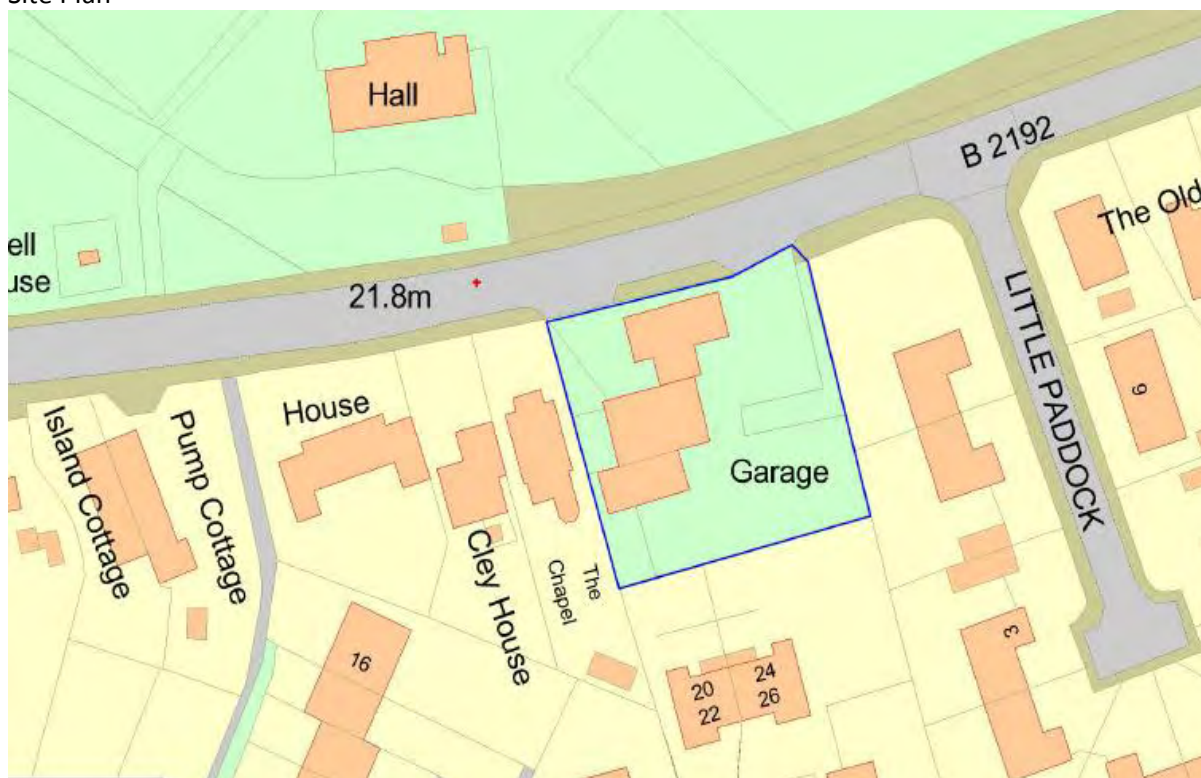 Site Plan
Hall
B 2192
The Old
ell
use
21.8m
LITTLE PADDOCK
House
Island Cottage
Pump Cottage
Garage
6
Cley House
The
Chapel
16
3
20
24
22
26